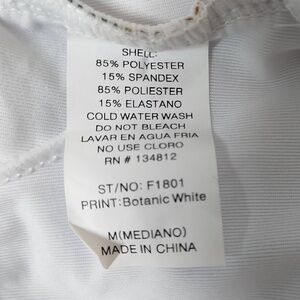 SHELL:
85% POLYESTER
15% SPANDEX
85% POLIESTER
15% ELASTANO
COLD WATER WASH
DO NOT BLEACH
LAVAR EN AGUA FRIA
NO USE CLORO
RN # 134812
ST/NO: F1801
PRINT:Botanic White
M(MEDIANO)
MADE IN CHINA